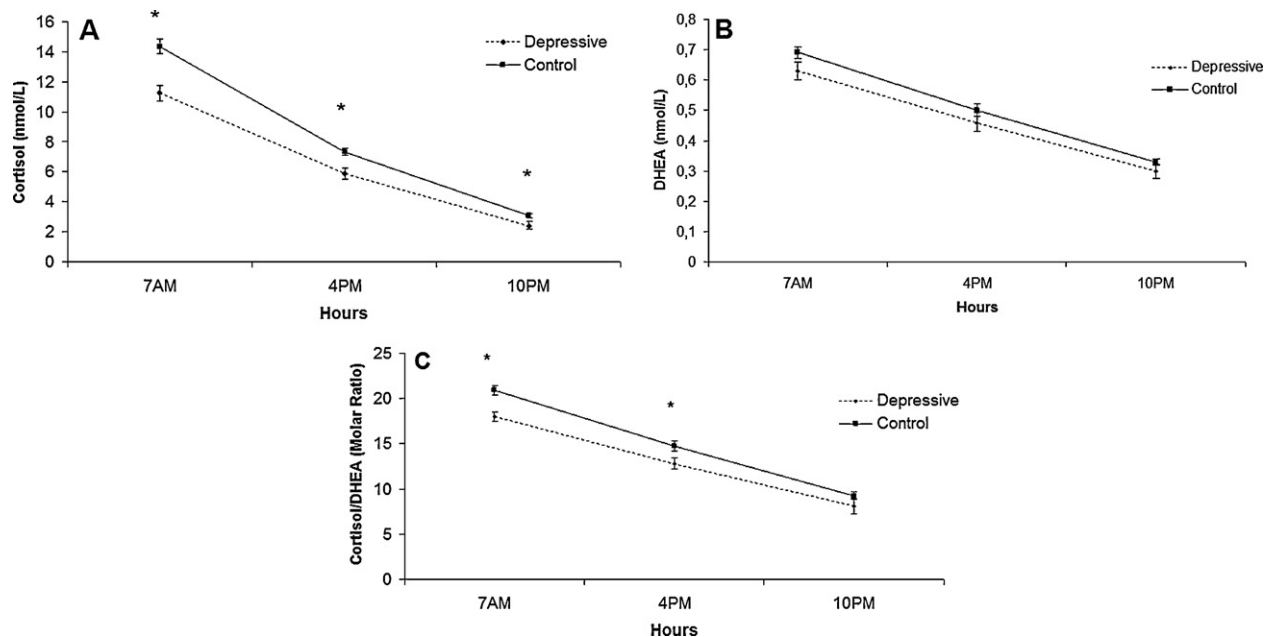 A
Depressive
Control
Cortisol (nmol/L)
16
14
12
10
8
6
4
2
0
*
*
*
7AM 4PM 10PM
Hours
B
Depressive
Control
DHEA (nmol/L)
0,8
0,7
0,6
0,5
0,4
0,3
0,2
0,1
0,
7AM 4PM 10PM
Hours
C
Depressive
Control
Cortisol/DHEA (Molar Ratio)
25
20
15
10
5
0
*
*
7AM 4PM 10PM
Hours